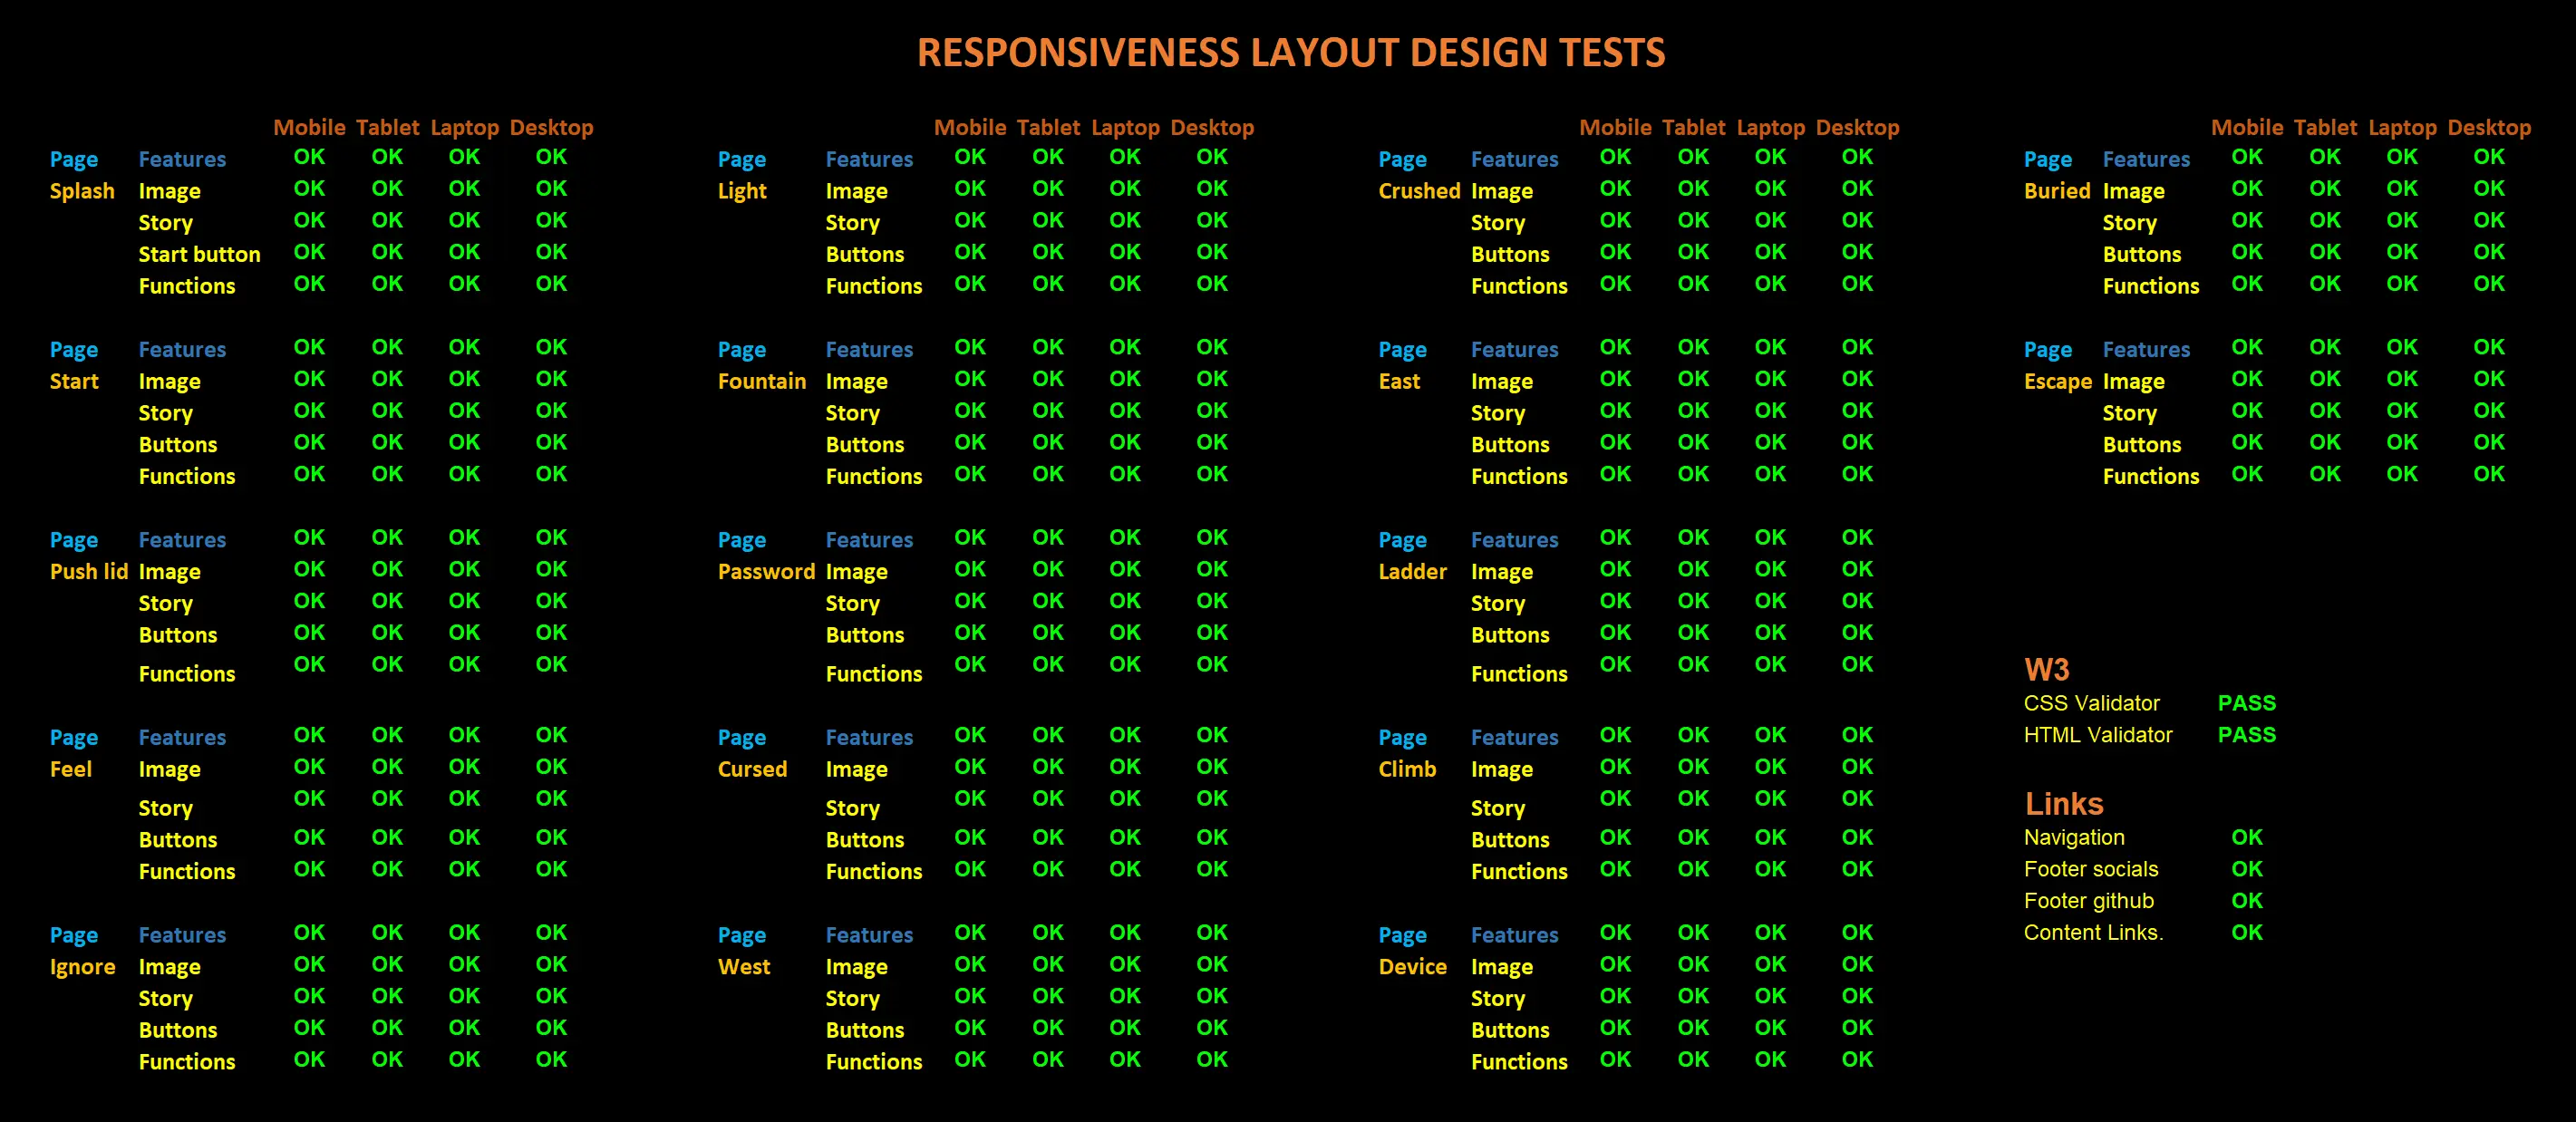 RESPONSIVENESS LAYOUT DESIGN TESTS
Mobile Tablet Laptop Desktop
Page Features OK OK OK OK
Splash Image OK OK OK OK
Story OK OK OK OK
Start button OK OK OK OK
Functions OK OK OK OK
Page Features OK OK OK OK
Start Image OK OK OK OK
Story OK OK OK OK
Buttons OK OK OK OK
Functions OK OK OK OK
Page Features OK OK OK OK
Push lid Image OK OK OK OK
Story OK OK OK OK
Buttons OK OK OK OK
Functions OK OK OK OK
Page Features OK OK OK OK
Feel Image OK OK OK OK
Story OK OK OK OK
Buttons OK OK OK OK
Functions OK OK OK OK
Page Features OK OK OK OK
Ignore Image OK OK OK OK
Story OK OK OK OK
Buttons OK OK OK OK
Functions OK OK OK OK
Mobile Tablet Laptop Desktop
Page Features OK OK OK OK
Light Image OK OK OK OK
Story OK OK OK OK
Buttons OK OK OK OK
Functions OK OK OK OK
Page Features OK OK OK OK
Fountain Image OK OK OK OK
Story OK OK OK OK
Buttons OK OK OK OK
Functions OK OK OK OK
Page Features OK OK OK OK
Password Image OK OK OK OK
Story OK OK OK OK
Buttons OK OK OK OK
Functions OK OK OK OK
Page Features OK OK OK OK
Cursed Image OK OK OK OK
Story OK OK OK OK
Buttons OK OK OK OK
Functions OK OK OK OK
Page Features OK OK OK OK
West Image OK OK OK OK
Story OK OK OK OK
Buttons OK OK OK OK
Functions OK OK OK OK
Mobile Tablet Laptop Desktop
Page Features OK OK OK OK
Crushed Image OK OK OK OK
Story OK OK OK OK
Buttons OK OK OK OK
Functions OK OK OK OK
Page Features OK OK OK OK
East Image OK OK OK OK
Story OK OK OK OK
Buttons OK OK OK OK
Functions OK OK OK OK
Page Features OK OK OK OK
Ladder Image OK OK OK OK
Story OK OK OK OK
Buttons OK OK OK OK
Functions OK OK OK OK
Page Features OK OK OK OK
Climb Image OK OK OK OK
Story OK OK OK OK
Buttons OK OK OK OK
Functions OK OK OK OK
Page Features OK OK OK OK
Device Image OK OK OK OK
Story OK OK OK OK
Buttons OK OK OK OK
Functions OK OK OK OK
Mobile Tablet Laptop Desktop
Page Features OK OK OK OK
Buried Image OK OK OK OK
Story OK OK OK OK
Buttons OK OK OK OK
Functions OK OK OK OK
Page Features OK OK OK OK
Escape Image OK OK OK OK
Story OK OK OK OK
Buttons OK OK OK OK
Functions OK OK OK OK
W3
CSS Validator PASS
HTML Validator PASS
Links
Navigation OK
Footer socials OK
Footer github OK
Content Links. OK